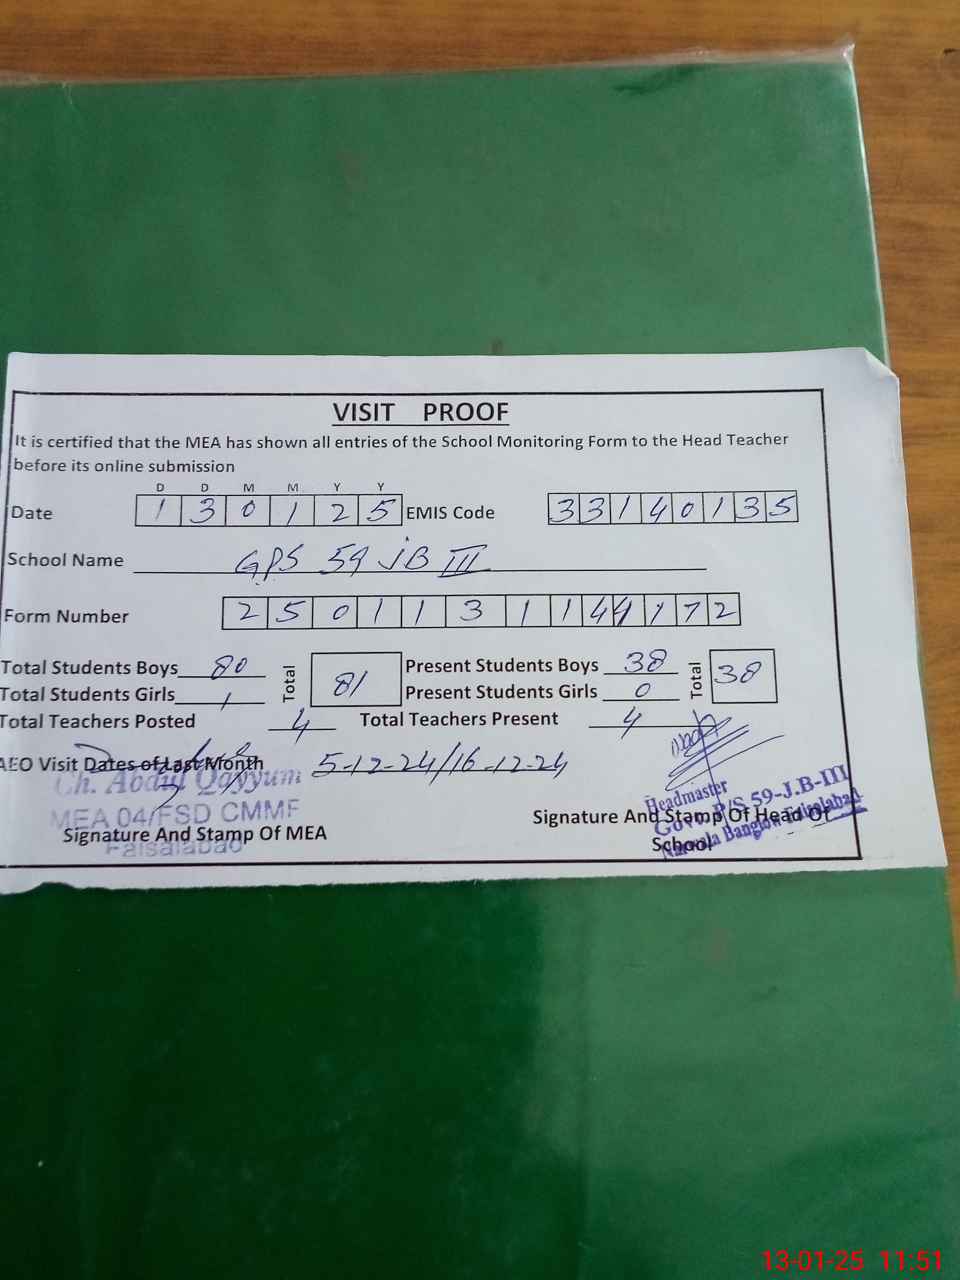 VISIT PROOF
It is certified that the MEA has shown all entries of the School Monitoring Form to the Head Teacher
before its online submission
D D M M Y Y
Date 1 3 0 1 2 5 EMIS Code 3 3 1 4 0 1 3 5
School Name GPS 59 JB III
Form Number 2 5 0 1 1 3 1 1 4 4 1 7 2
Total Students Boys 80 Total 81 Present Students Boys 38 Total 38
Total Students Girls 1 Present Students Girls 0
Total Teachers Posted 4 Total Teachers Present 4
AEO Visit Dates of Last Month 5-12-24/16-12-24
Ch. Abdul Qayyum
MEA 04/FSD CMMF
Faisalabad
Signature And Stamp Of MEA
Headmaster
Govt. P/S 59-J.B-III
Narwala Banglow Faisalabad
Signature And Stamp Of Head Of
School
13-01-25 11:51